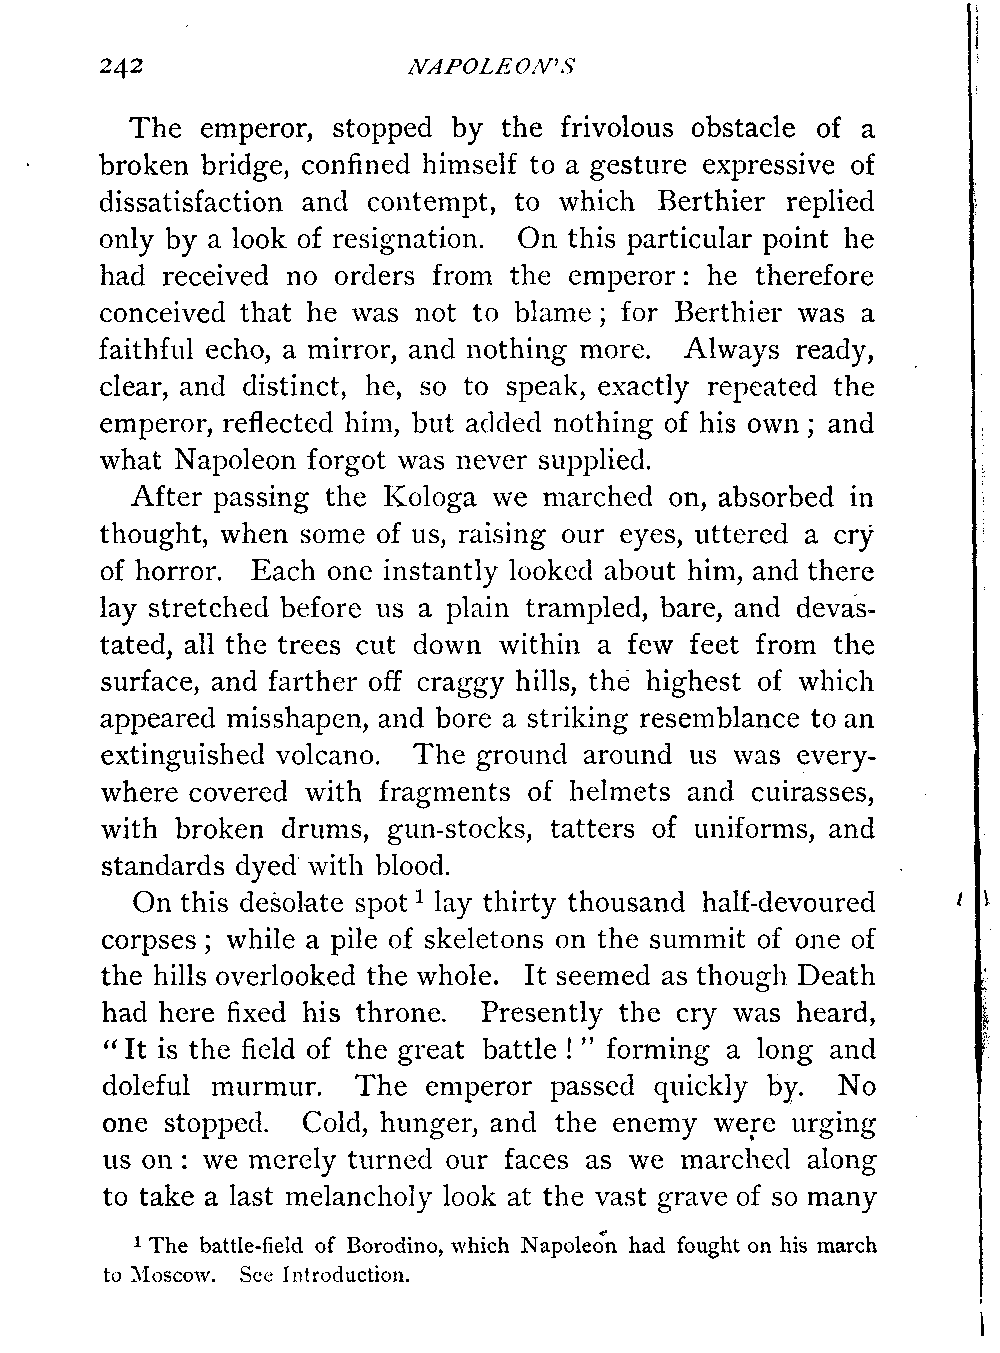 242 NAPOLEON'S
The emperor, stopped by the frivolous obstacle of a
broken bridge, confined himself to a gesture expressive of
dissatisfaction and contempt, to which Berthier replied
only by a look of resignation. On this particular point he
had received no orders from the emperor: he therefore
conceived that he was not to blame; for Berthier was a
faithful echo, a mirror, and nothing more. Always ready,
clear, and distinct, he, so to speak, exactly repeated the
emperor, reflected him, but added nothing of his own; and
what Napoleon forgot was never supplied.
After passing the Kologa we marched on, absorbed in
thought, when some of us, raising our eyes, uttered a cry
of horror. Each one instantly looked about him, and there
lay stretched before us a plain trampled, bare, and devas-
tated, all the trees cut down within a few feet from the
surface, and farther off craggy hills, the highest of which
appeared misshapen, and bore a striking resemblance to an
extinguished volcano. The ground around us was every-
where covered with fragments of helmets and cuirasses,
with broken drums, gun-stocks, tatters of uniforms, and
standards dyed with blood.
On this desolate spot¹ lay thirty thousand half-devoured
corpses; while a pile of skeletons on the summit of one of
the hills overlooked the whole. It seemed as though Death
had here fixed his throne. Presently the cry was heard,
"It is the field of the great battle!" forming a long and
doleful murmur. The emperor passed quickly by. No
one stopped. Cold, hunger, and the enemy were urging
us on: we merely turned our faces as we marched along
to take a last melancholy look at the vast grave of so many
¹ The battle-field of Borodino, which Napoleon had fought on his march
to Moscow. See Introduction.